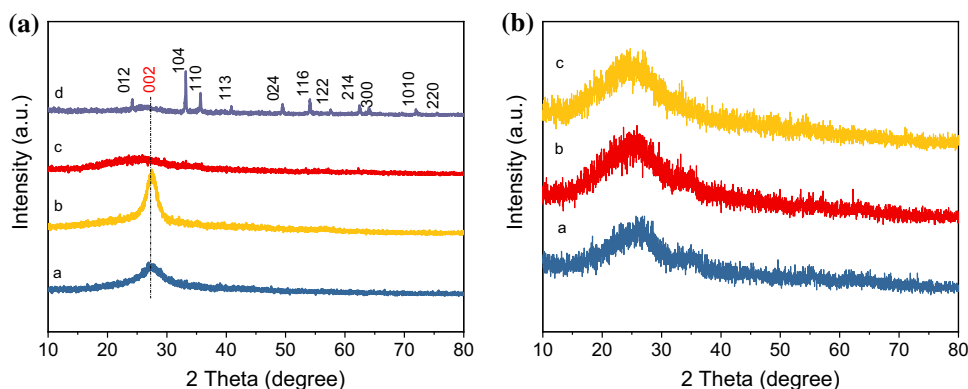 (a)
Intensity (a.u.)
d
c
b
a
012
002
104
110
113
024
116
122
214
300
1010
220
10 20 30 40 50 60 70 80
2 Theta (degree)
(b)
Intensity (a.u.)
c
b
a
10 20 30 40 50 60 70 80
2 Theta (degree)